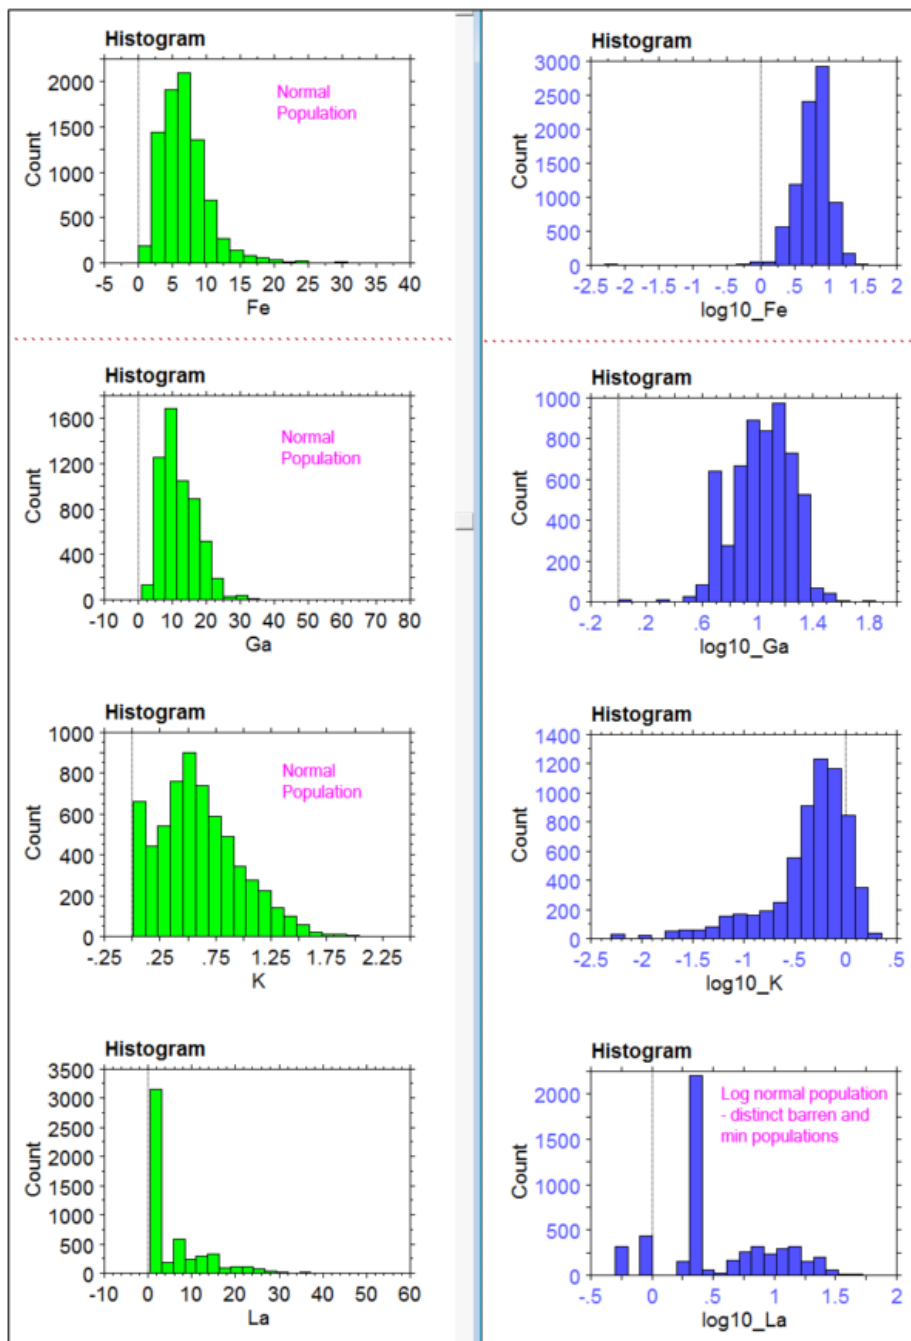 Histogram
Normal
Population
Count
2000
1500
1000
500
0
-5 0 5 10 15 20 25 30 35 40
Fe
Histogram
Count
3000
2500
2000
1500
1000
500
0
-2.5 -2 -1.5 -1 -.5 0 .5 1 1.5 2
log10_Fe
Histogram
Normal
Population
Count
1600
1200
800
400
0
-10 0 10 20 30 40 50 60 70 80
Ga
Histogram
Count
1000
800
600
400
200
0
-.2 .2 .6 1 1.4 1.8
log10_Ga
Histogram
Normal
Population
Count
1000
800
600
400
200
0
-.25 .25 .75 1.25 1.75 2.25
K
Histogram
Count
1400
1200
1000
800
600
400
200
0
-2.5 -2 -1.5 -1 -.5 0 .5
log10_K
Histogram
Count
3500
3000
2500
2000
1500
1000
500
0
-10 0 10 20 30 40 50 60
La
Histogram
Log normal population
- distinct barren and
min populations
Count
2000
1500
1000
500
0
-.5 0 .5 1 1.5 2
log10_La